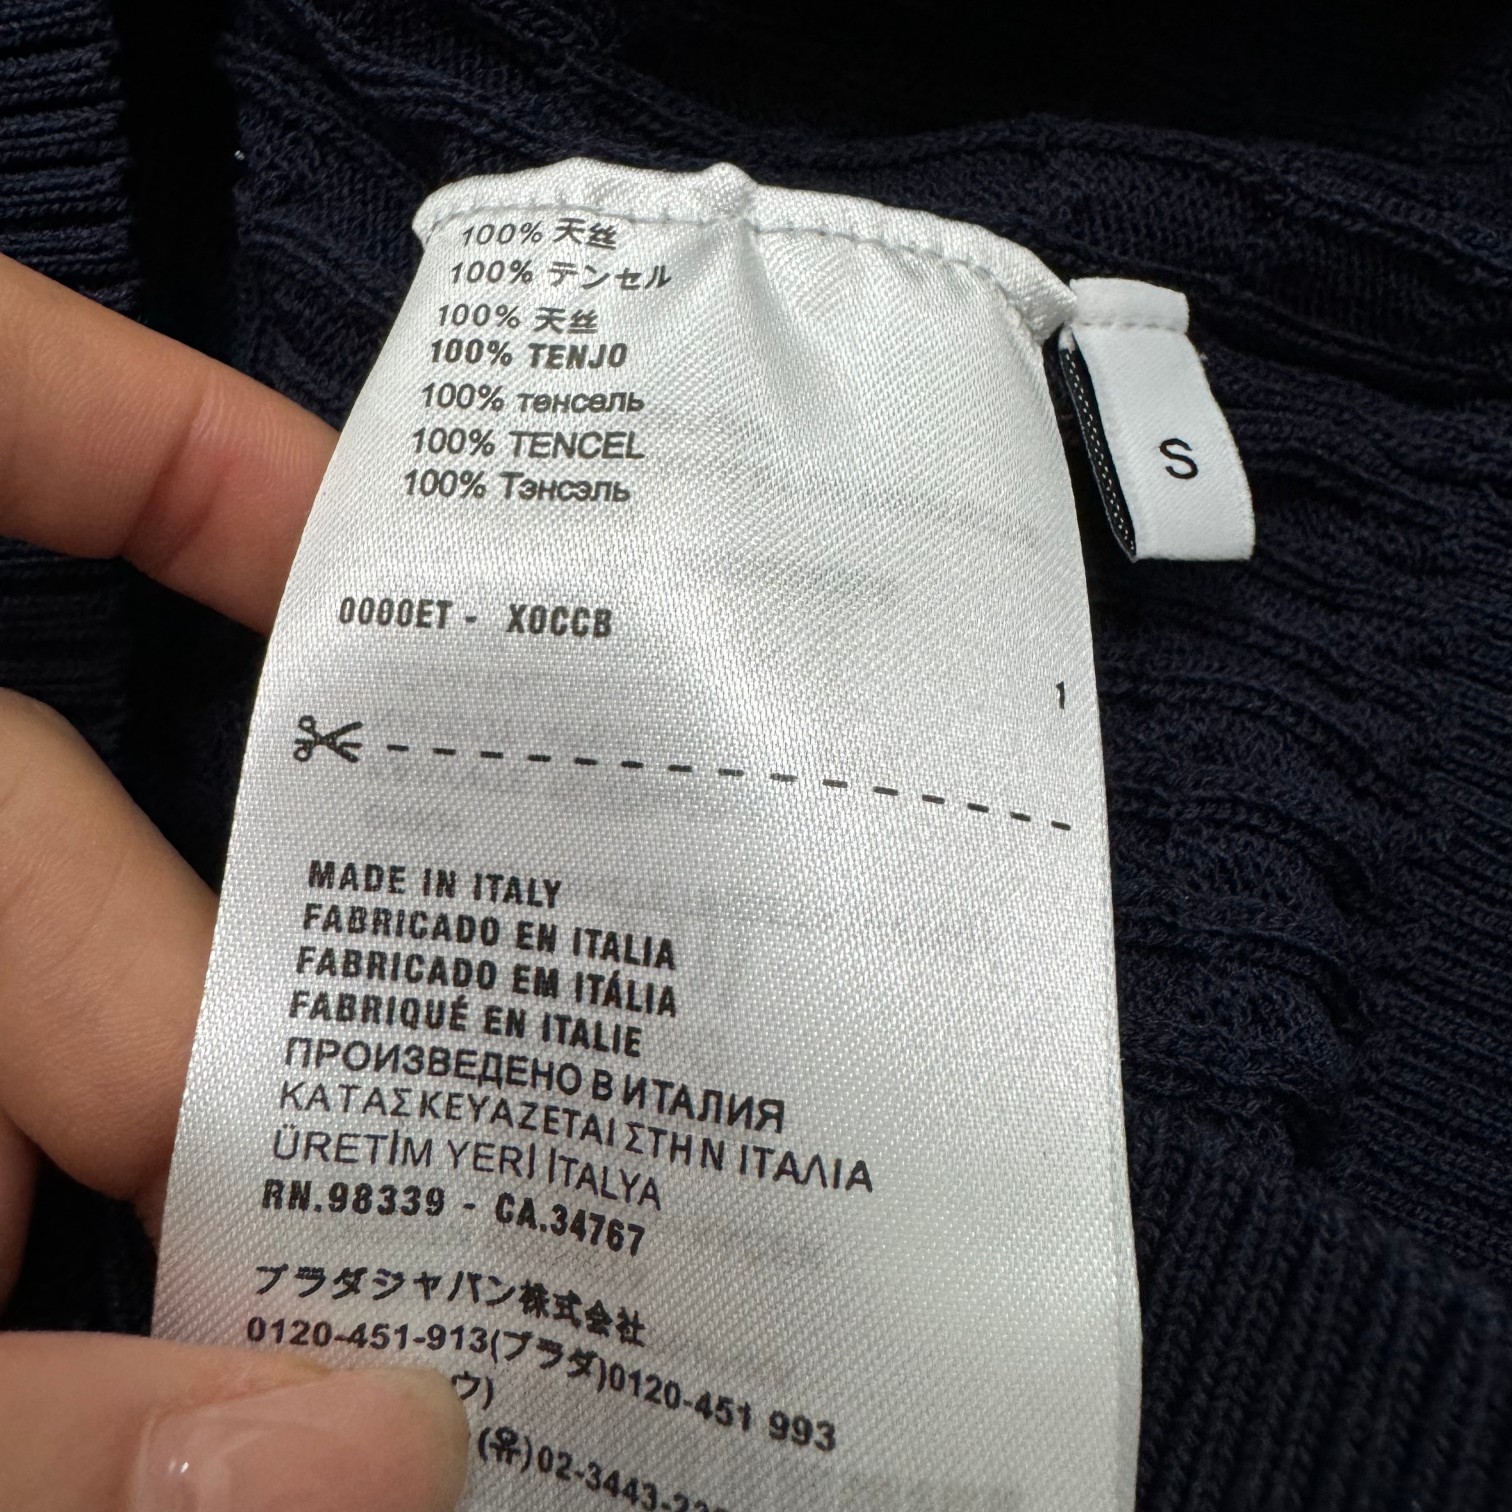 100% 天丝
100% テンセル
100% 天丝
100% TENJO
100% төнсөль
100% TENCEL
100% Тэнсэль
S
0000ET - X0CCB
1
MADE IN ITALY
FABRICADO EN ITALIA
FABRICADO EM ITÁLIA
FABRIQUÉ EN ITALIE
ПРОИЗВЕДЕНО В ИТАЛИЯ
ΚΑΤΑΣΚΕΥΑΖΕΤΑΙ ΣΤΗΝ ΙΤΑΛΙΑ
ÜRETİM YERİ İTALYA
RN.98339 - CA.34767
プラダジャパン株式会社
0120-451-913(プラダ)0120-451 993
ウ)
(유)02-3443-